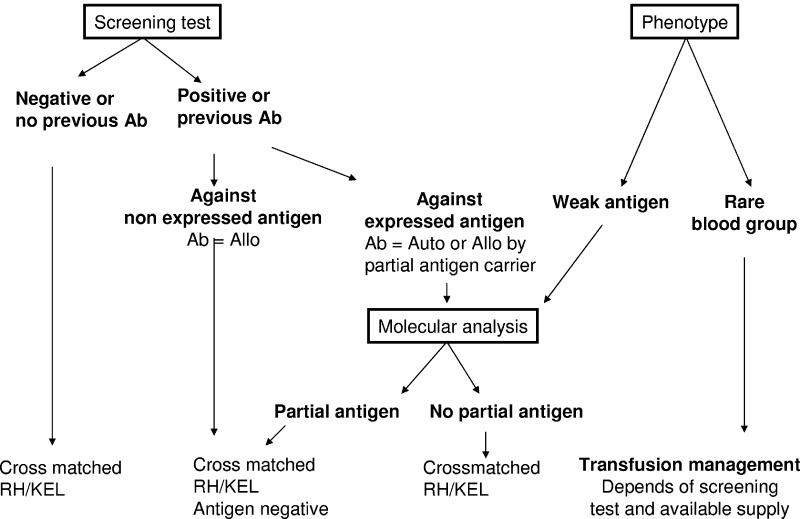 Screening test
Phenotype
Negative or
no previous Ab
Positive or
previous Ab
Against
non expressed antigen
Ab = Allo
Against
expressed antigen
Ab = Auto or Allo by
partial antigen carrier
Weak antigen
Rare
blood group
Molecular analysis
Partial antigen
No partial antigen
Cross matched
RH/KEL
Cross matched
RH/KEL
Antigen negative
Crossmatched
RH/KEL
Transfusion management
Depends of screening
test and available supply